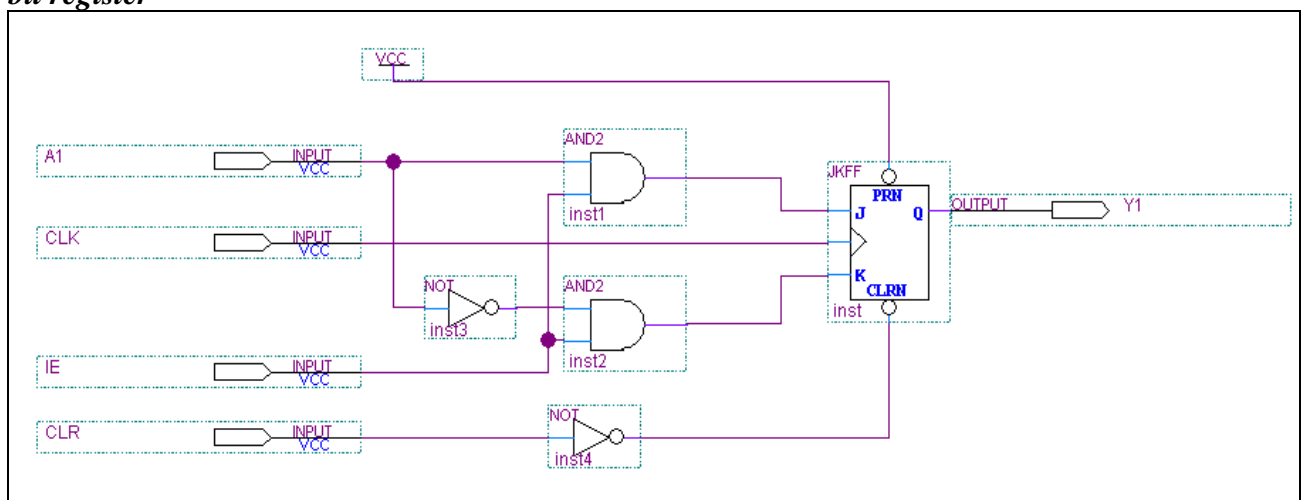 bit register
VCC
A1
INPUT
VCC
AND2
inst1
JKFF
PRN
J
Q
K
CLRN
inst
OUTPUT
Y1
CLK
INPUT
VCC
NOT
inst3
AND2
inst2
IE
INPUT
VCC
CLR
INPUT
VCC
NOT
inst4